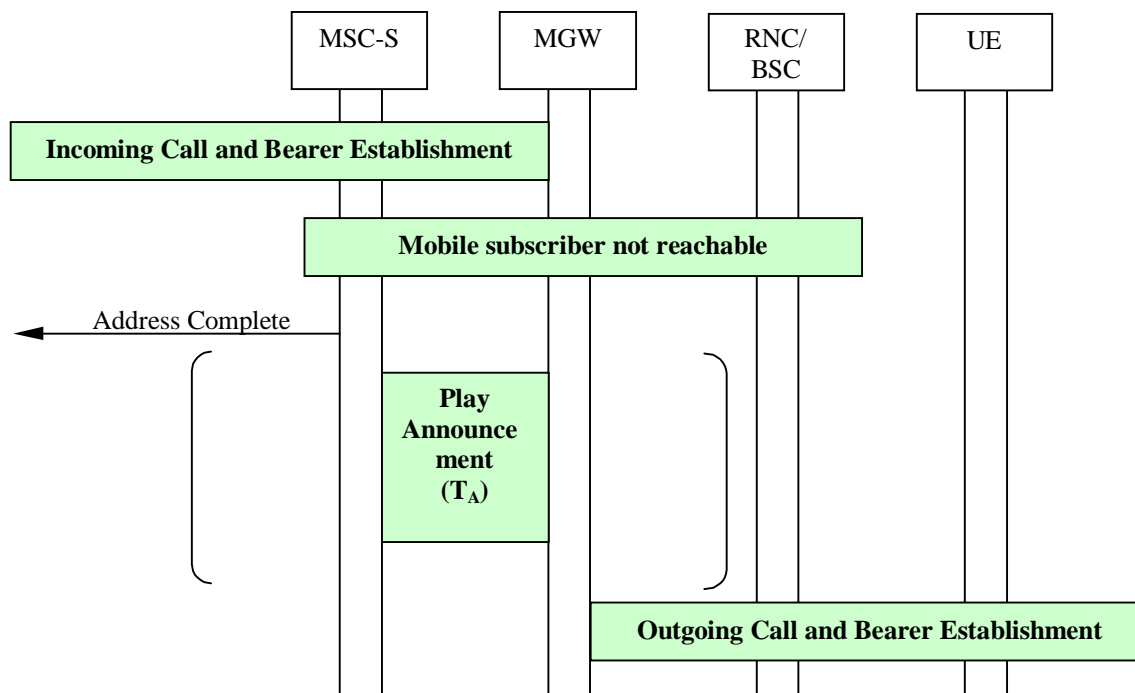 MSC-S
MGW
RNC/
BSC
UE
Incoming Call and Bearer Establishment
Mobile subscriber not reachable
Address Complete
Play
Announce
ment
(TA)
Outgoing Call and Bearer Establishment